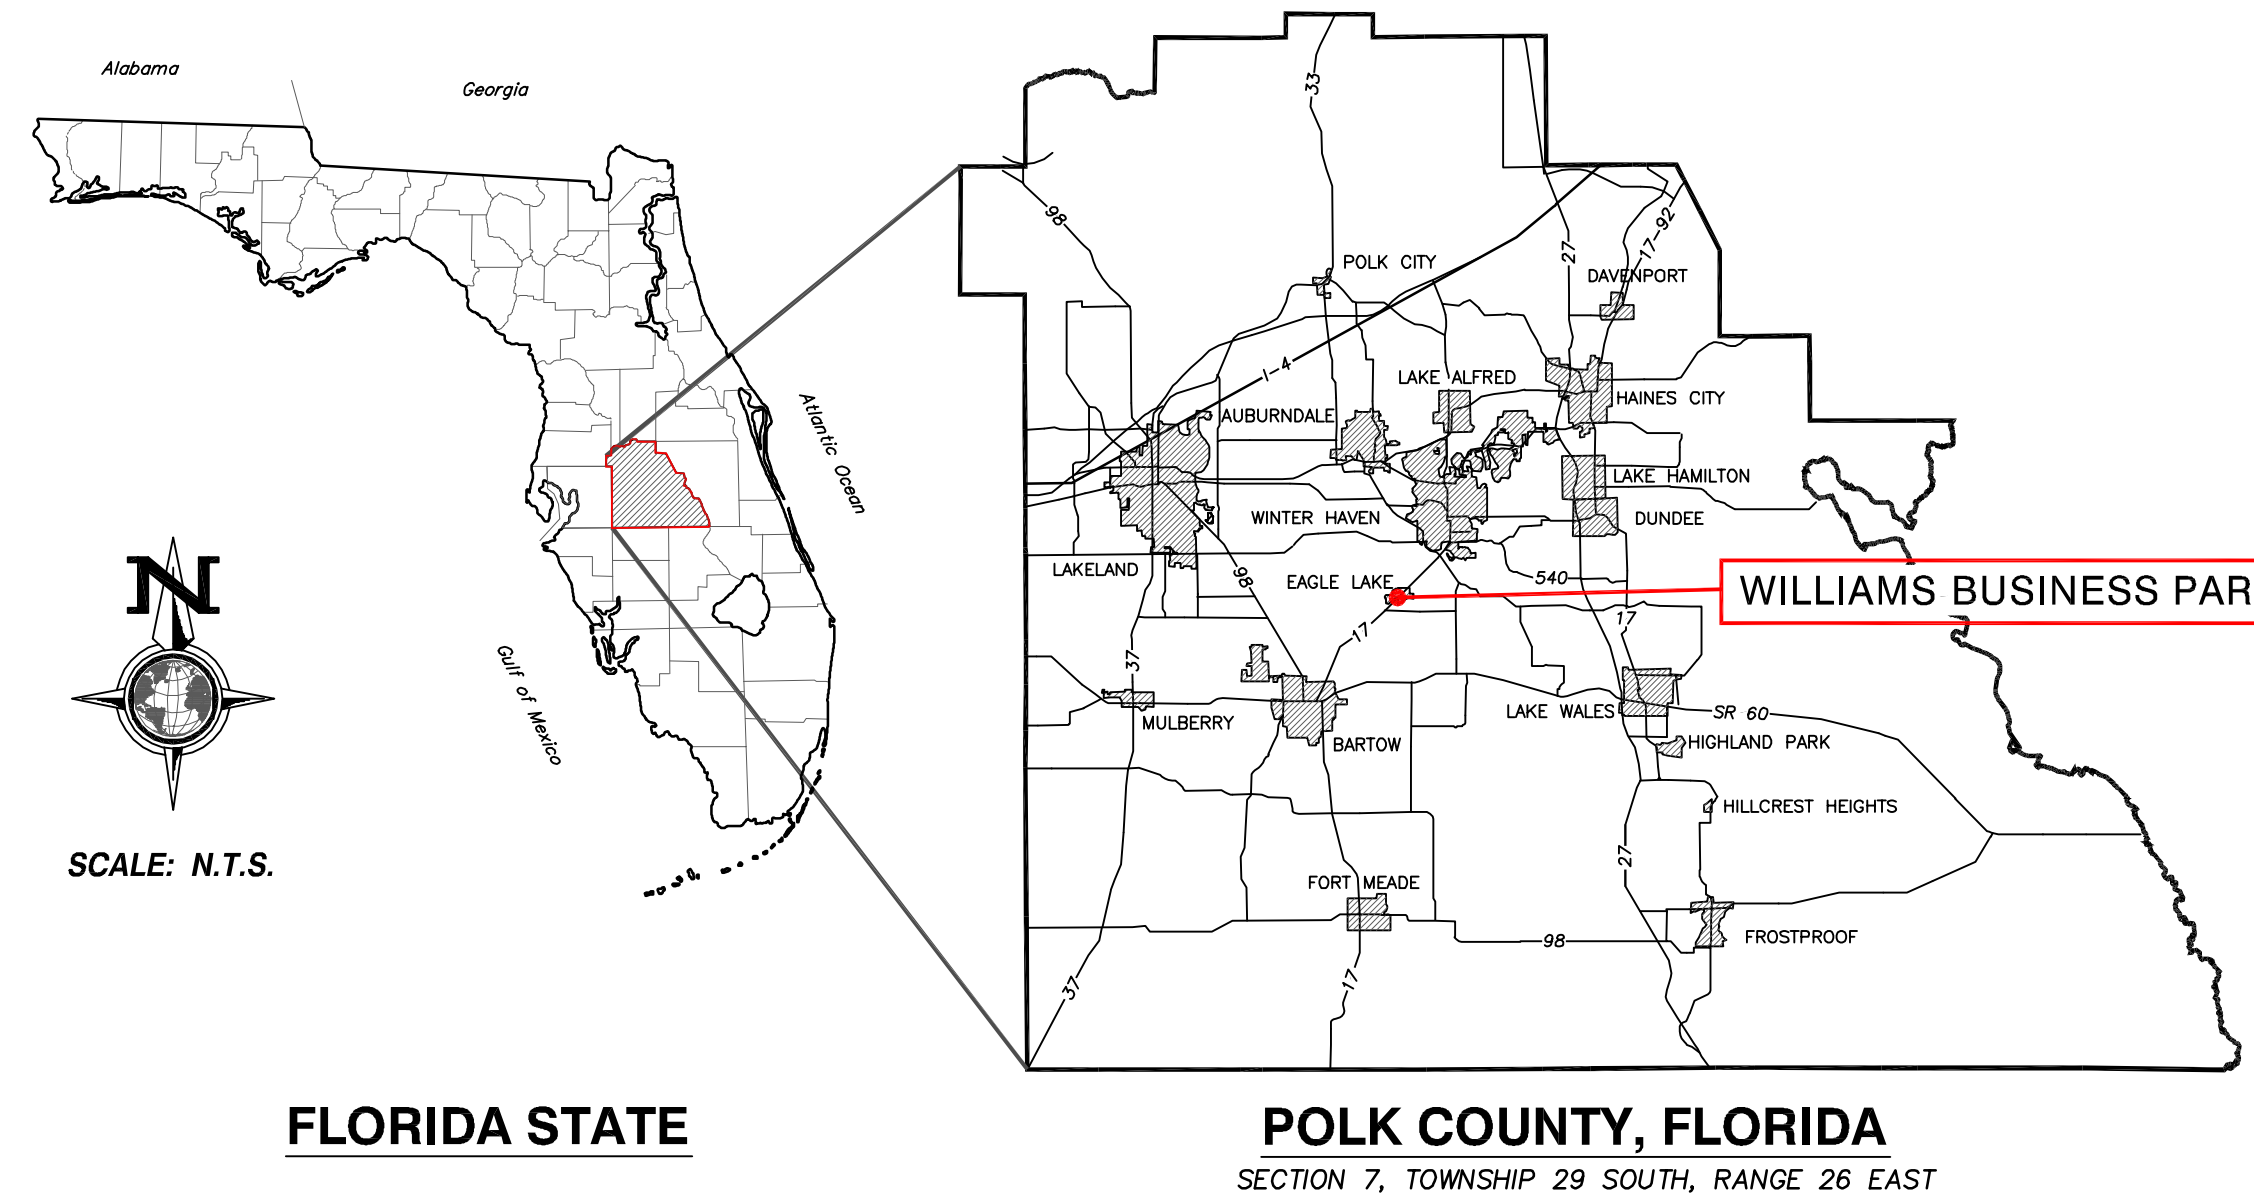 Alabama
Georgia
Atlantic Ocean
Gulf of Mexico
N
SCALE: N.T.S.
FLORIDA STATE
33
98
27
17-92
POLK CITY
DAVENPORT
I-4
LAKE ALFRED
HAINES CITY
AUBURNDALE
LAKE HAMILTON
WINTER HAVEN
DUNDEE
LAKELAND
98
EAGLE LAKE
540
WILLIAMS BUSINESS PAR
17
17
37
LAKE WALES
SR 60
MULBERRY
BARTOW
HIGHLAND PARK
HILLCREST HEIGHTS
27
FORT MEADE
FROSTPROOF
98
37
17
POLK COUNTY, FLORIDA
SECTION 7, TOWNSHIP 29 SOUTH, RANGE 26 EAST